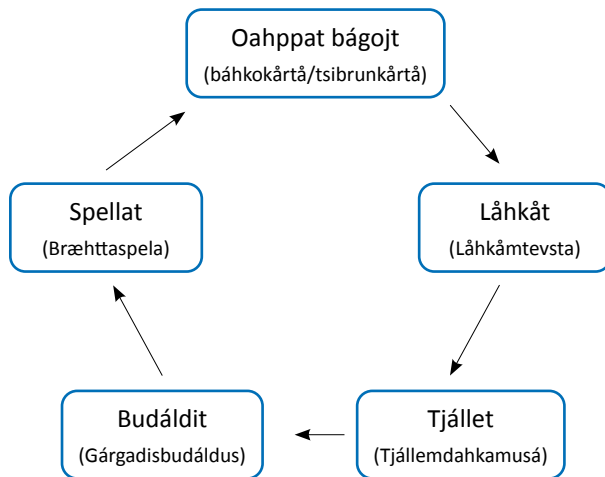 Oahppat bágojt
(báhkokårtå/tsibrunkårtå)
Låhkåt
(Låhkåmtevsta)
Tjállet
(Tjállemdahkamusá)
Budáldit
(Gárgadisbudáldus)
Spellat
(Bræhttaspela)